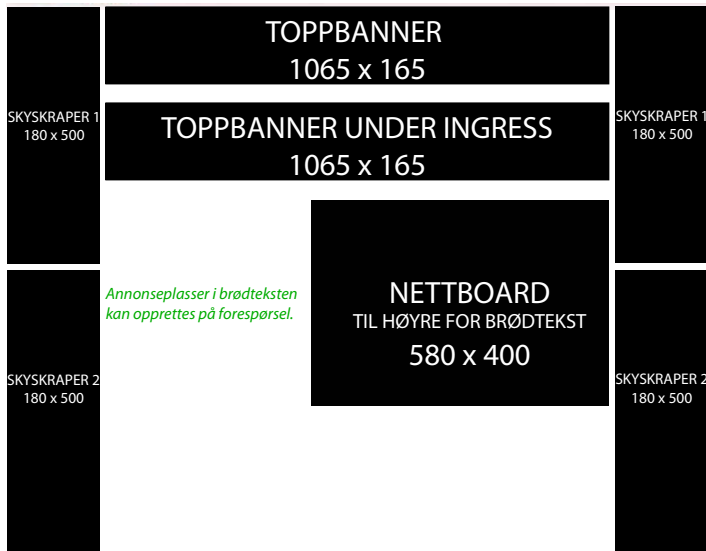 TOPPBANNER
1065 x 165
SKYSKRAPER 1
180 x 500
TOPPBANNER UNDER INGRESS
1065 x 165
SKYSKRAPER 1
180 x 500
Annonseplasser i brødteksten
kan opprettes på forespørsel.
NETTBOARD
TIL HØYRE FOR BRØDTEKST
580 x 400
SKYSKRAPER 2
180 x 500
SKYSKRAPER 2
180 x 500